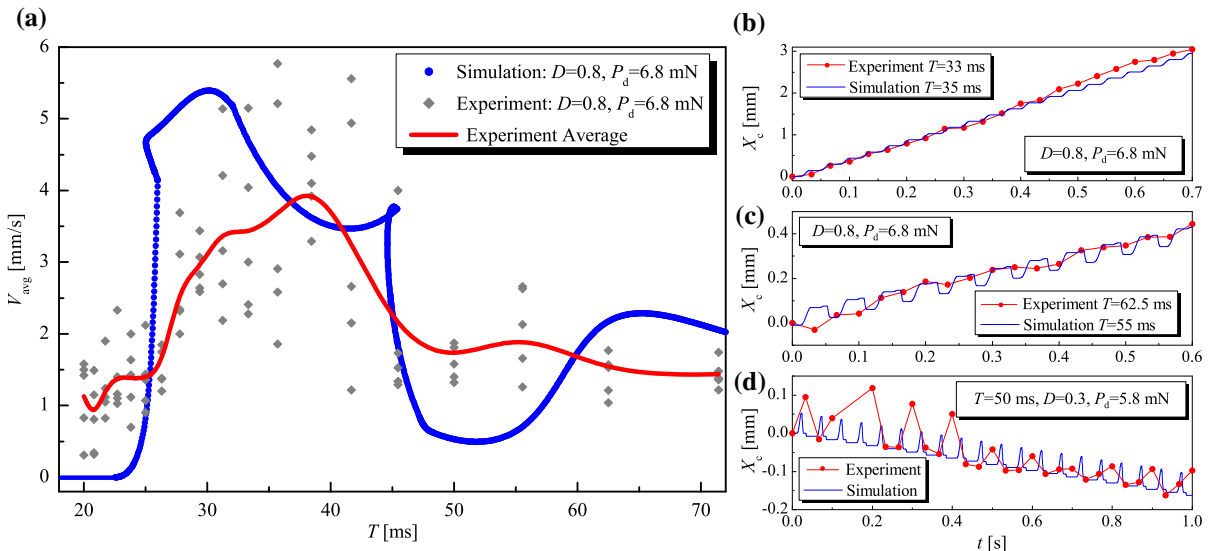 (a)
6
5
4
3
2
1
0
V_avg [mm/s]
20 30 40 50 60 70
T [ms]
Simulation: D=0.8, P_d=6.8 mN
Experiment: D=0.8, P_d=6.8 mN
Experiment Average
(b)
3
2
1
0
X_c [mm]
Experiment T=33 ms
Simulation T=35 ms
D=0.8, P_d=6.8 mN
0.0 0.1 0.2 0.3 0.4 0.5 0.6 0.7
(c)
0.4
0.2
0.0
X_c [mm]
D=0.8, P_d=6.8 mN
Experiment T=62.5 ms
Simulation T=55 ms
0.0 0.1 0.2 0.3 0.4 0.5 0.6
(d)
0.1
0.0
-0.1
-0.2
X_c [mm]
T=50 ms, D=0.3, P_d=5.8 mN
Experiment
Simulation
0.0 0.2 0.4 0.6 0.8 1.0
t [s]